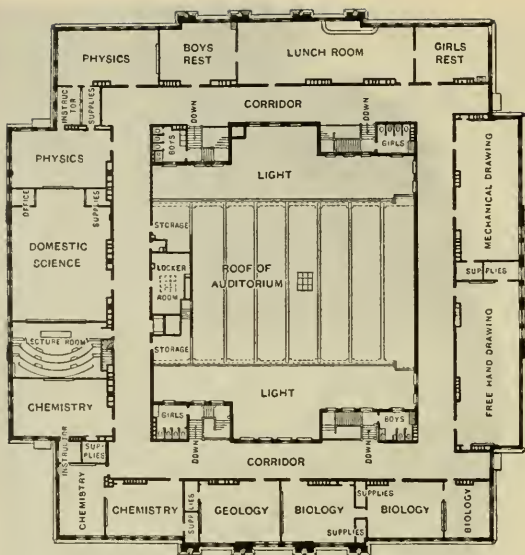 PHYSICS
BOYS
REST
LUNCH ROOM
GIRLS
REST
INSTRUC
TOR
SUPPLIES
CORRIDOR
DOWN
DOWN
BOYS
GIRLS
PHYSICS
LIGHT
MECHANICAL DRAWING
OFFICE
SUPPLIES
STORAGE
DOMESTIC
SCIENCE
LOCKER
ROOM
ROOF OF
AUDITORIUM
SUPPLIES
LECTURE ROOM
STORAGE
FREE HAND DRAWING
CHEMISTRY
LIGHT
GIRLS
BOYS
INSTRUCTOR
SUP-
PLIES
DOWN
DOWN
CORRIDOR
CHEMISTRY
CHEMISTRY
SUPPLIES
GEOLOGY
BIOLOGY
SUPPLIES
SUPPLIES
BIOLOGY
BIOLOGY